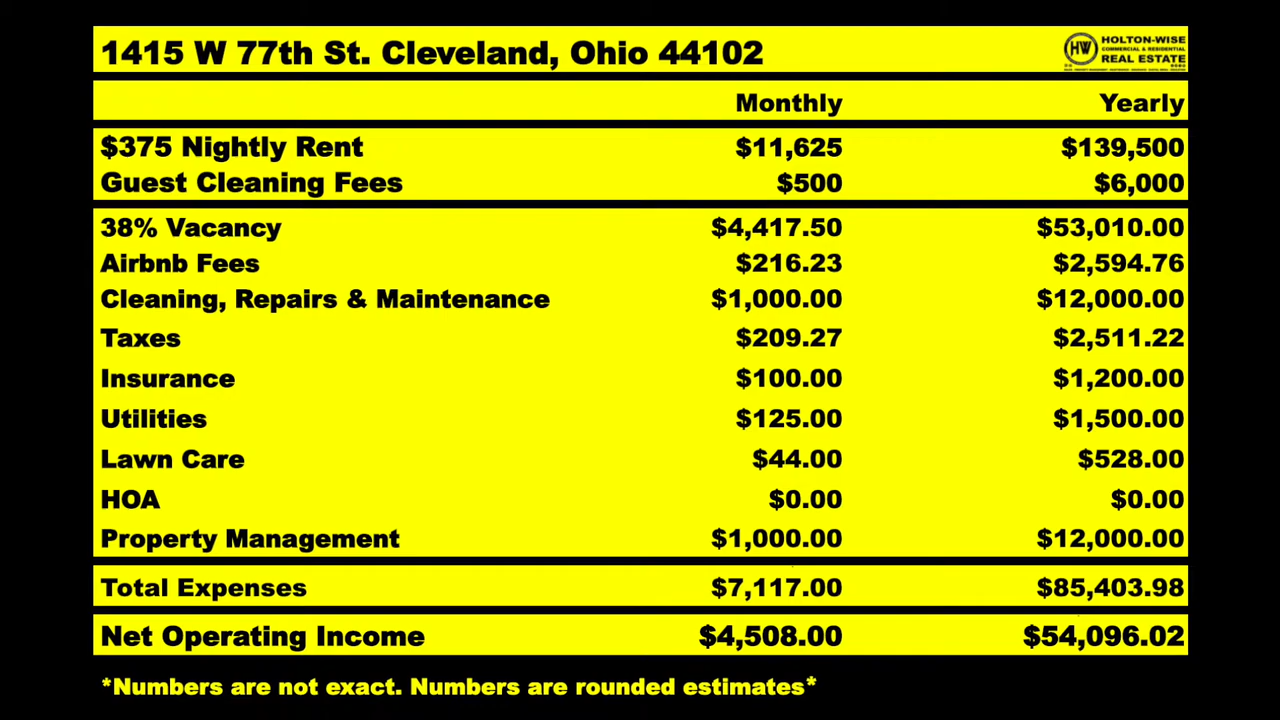 1415 W 77th St. Cleveland, Ohio 44102
HW
HOLTON-WISE
COMMERCIAL & RESIDENTIAL
REAL ESTATE
Monthly Yearly
$375 Nightly Rent $11,625 $139,500
Guest Cleaning Fees $500 $6,000
38% Vacancy $4,417.50 $53,010.00
Airbnb Fees $216.23 $2,594.76
Cleaning, Repairs & Maintenance $1,000.00 $12,000.00
Taxes $209.27 $2,511.22
Insurance $100.00 $1,200.00
Utilities $125.00 $1,500.00
Lawn Care $44.00 $528.00
HOA $0.00 $0.00
Property Management $1,000.00 $12,000.00
Total Expenses $7,117.00 $85,403.98
Net Operating Income $4,508.00 $54,096.02
*Numbers are not exact. Numbers are rounded estimates*